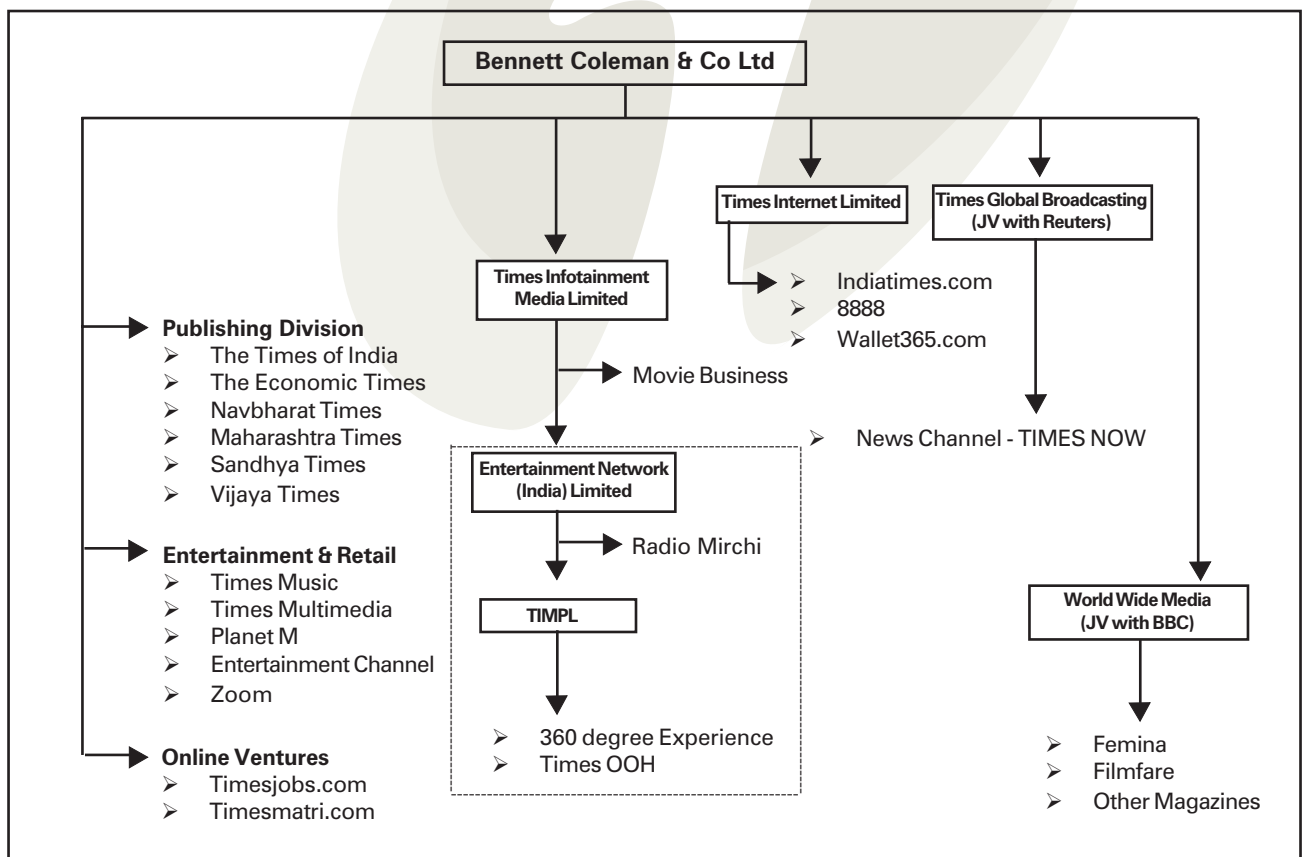 Bennett Coleman & Co Ltd
Times Internet Limited
Times Global Broadcasting
(JV with Reuters)
Times Infotainment
Media Limited
➢ Indiatimes.com
➢ 8888
➢ Wallet365.com
Publishing Division
➢ The Times of India
➢ The Economic Times
➢ Navbharat Times
➢ Maharashtra Times
➢ Sandhya Times
➢ Vijaya Times
Movie Business
➢ News Channel - TIMES NOW
Entertainment Network
(India) Limited
Radio Mirchi
Entertainment & Retail
➢ Times Music
➢ Times Multimedia
➢ Planet M
➢ Entertainment Channel
➢ Zoom
TIMPL
World Wide Media
(JV with BBC)
➢ 360 degree Experience
➢ Times OOH
➢ Femina
➢ Filmfare
➢ Other Magazines
Online Ventures
➢ Timesjobs.com
➢ Timesmatri.com